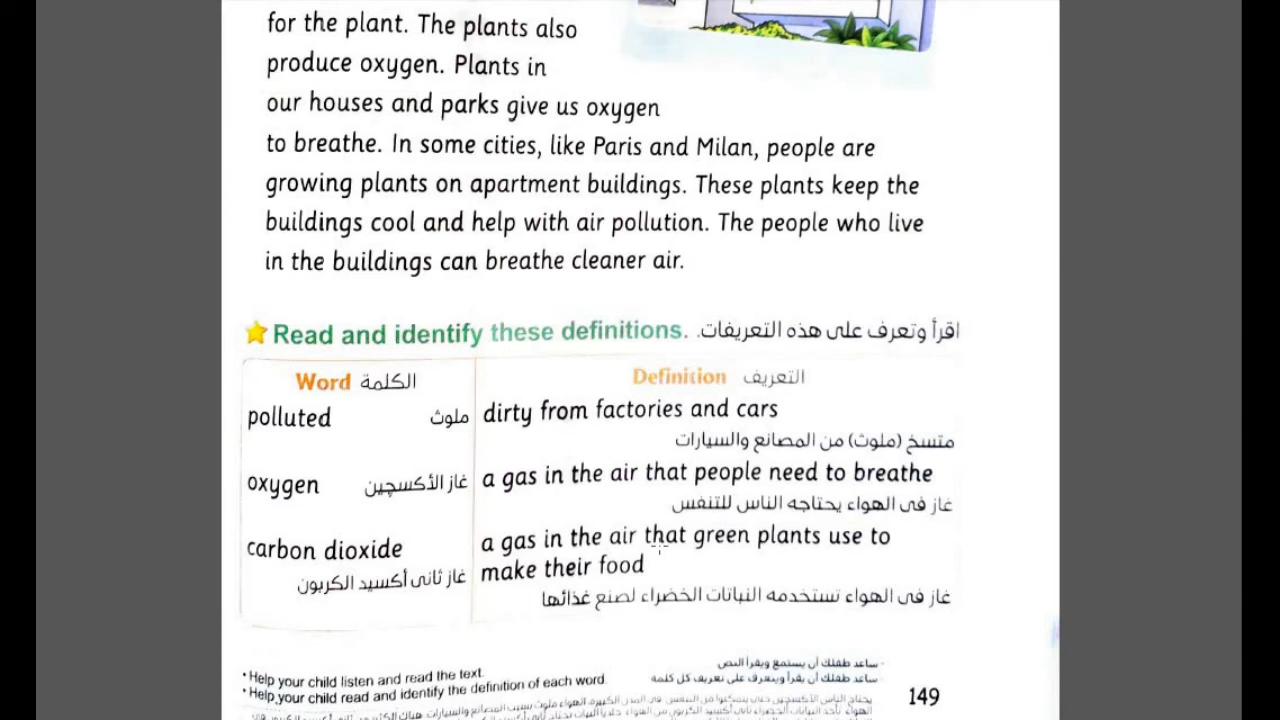 for the plant. The plants also
produce oxygen. Plants in
our houses and parks give us oxygen
to breathe. In some cities, like Paris and Milan, people are
growing plants on apartment buildings. These plants keep the
buildings cool and help with air pollution. The people who live
in the buildings can breathe cleaner air.
Read and identify these definitions. اقرأ وتعرف على هذه التعريفات.
Word الكلمة Definition التعريف
polluted ملوث dirty from factories and cars
متسخ (ملوث) من المصانع والسيارات
oxygen غاز الأكسچين a gas in the air that people need to breathe
غاز فى الهواء يحتاجه الناس للتنفس
carbon dioxide a gas in the air that green plants use to
غاز ثانى أكسيد الكربون make their food
غاز فى الهواء تستخدمه النباتات الخضراء لصنع غذائها
• Help your child listen and read the text. ساعد طفلك أن يستمع ويقرأ النص
• Help your child read and identify the definition of each word. ساعد طفلك أن يقرأ ويتعرف على تعريف كل كلمة
149